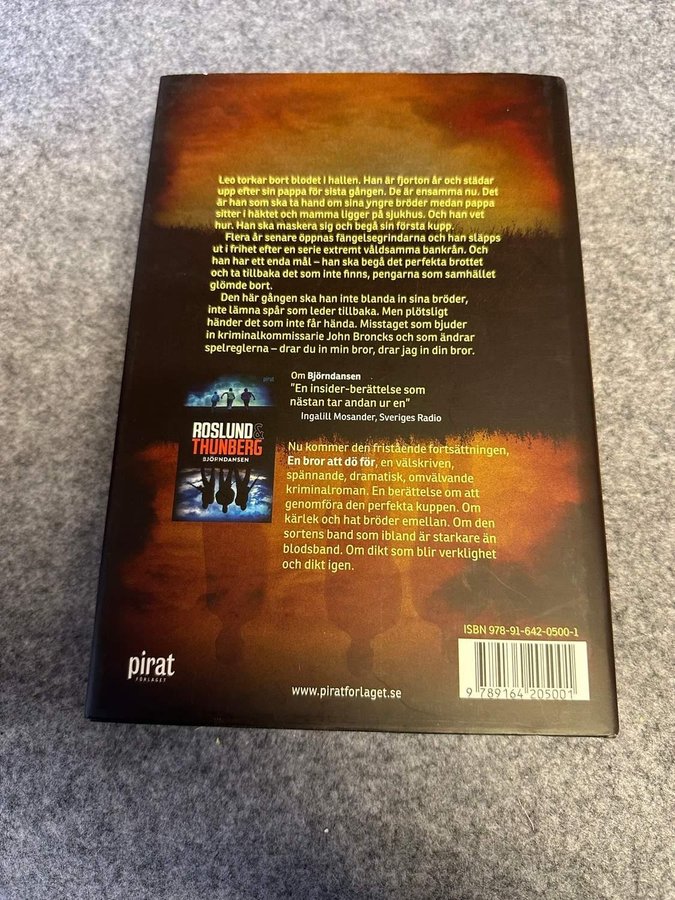 Leo torkar bort blodet i hallen. Han är fjorton år och städar
upp efter sin pappa för sista gången. De är ensamma nu. Det
är han som ska ta hand om sina yngre bröder medan pappa
sitter i häktet och mamma ligger på sjukhus. Och han vet
hur. Han ska maskera sig och begå sin första kupp.
Flera år senare öppnas fängelsegrindarna och han släpps
ut i frihet efter en serie extremt våldsamma bankrån. Och
han har ett enda mål – han ska begå det perfekta brottet
och ta tillbaka det som inte finns, pengarna som samhället
glömde bort.
Den här gången ska han inte blanda in sina bröder,
inte lämna spår som leder tillbaka. Men plötsligt
händer det som inte får hända. Misstaget som bjuder
in kriminalkommissarie John Broncks och som ändrar
spelreglerna – drar du in min bror, drar jag in din bror.
Om Björndansen
"En insider-berättelse som
nästan tar andan ur en"
Ingalill Mosander, Sveriges Radio
pirat
ROSLUND &
THUNBERG
BJÖRNDANSEN
Nu kommer den fristående fortsättningen,
En bror att dö för, en välskriven,
spännande, dramatisk, omvälvande
kriminalroman. En berättelse om att
genomföra den perfekta kuppen. Om
kärlek och hat bröder emellan. Om den
sortens band som ibland är starkare än
blodsband. Om dikt som blir verklighet
och dikt igen.
ISBN 978-91-642-0500-1
9 789164 205001
pirat
FÖRLAGET
www.piratforlaget.se